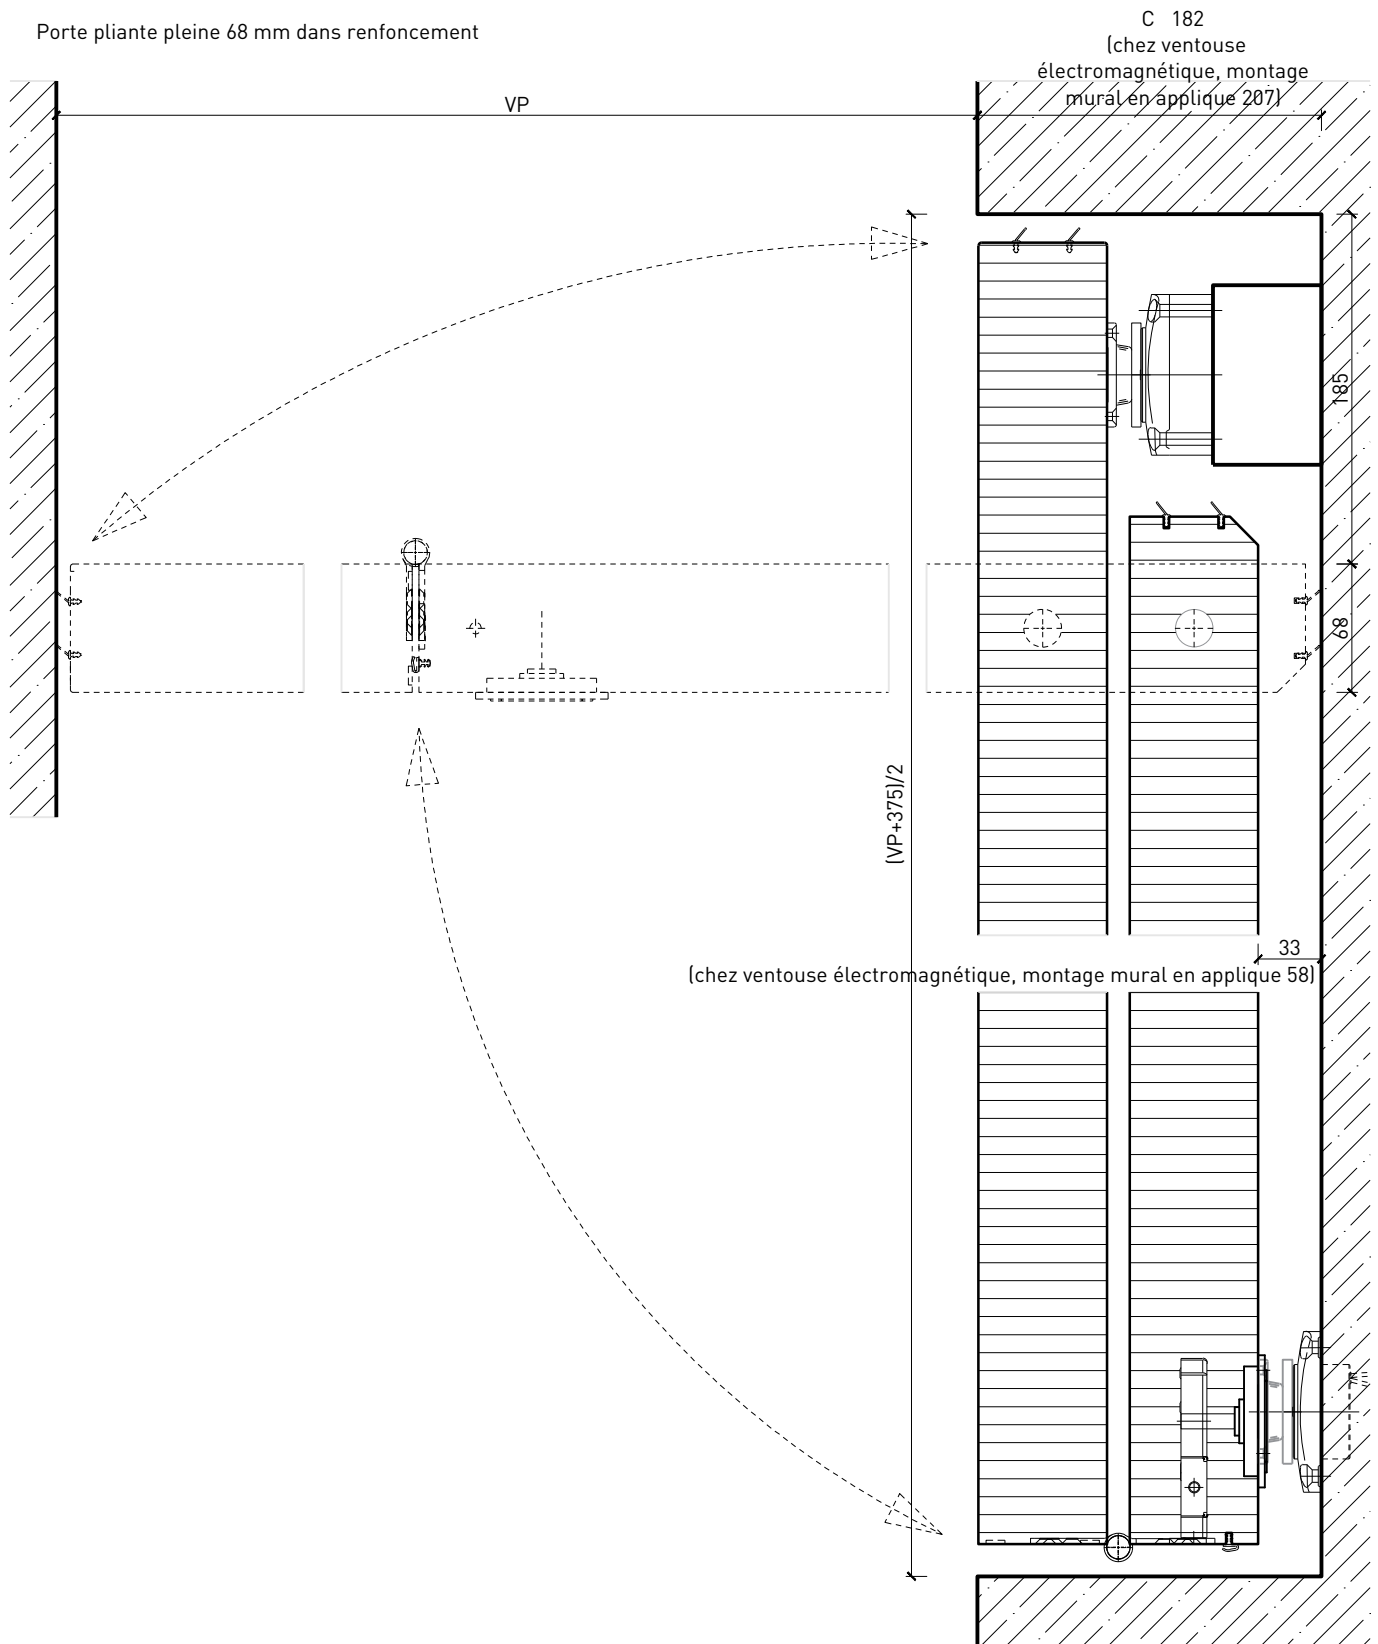 Porte pliante pleine 68 mm dans renfoncement
C 182
(chez ventouse
électromagnétique, montage
mural en applique 207)
VP
185
68
(VP+375)/2
33
(chez ventouse électromagnétique, montage mural en applique 58)